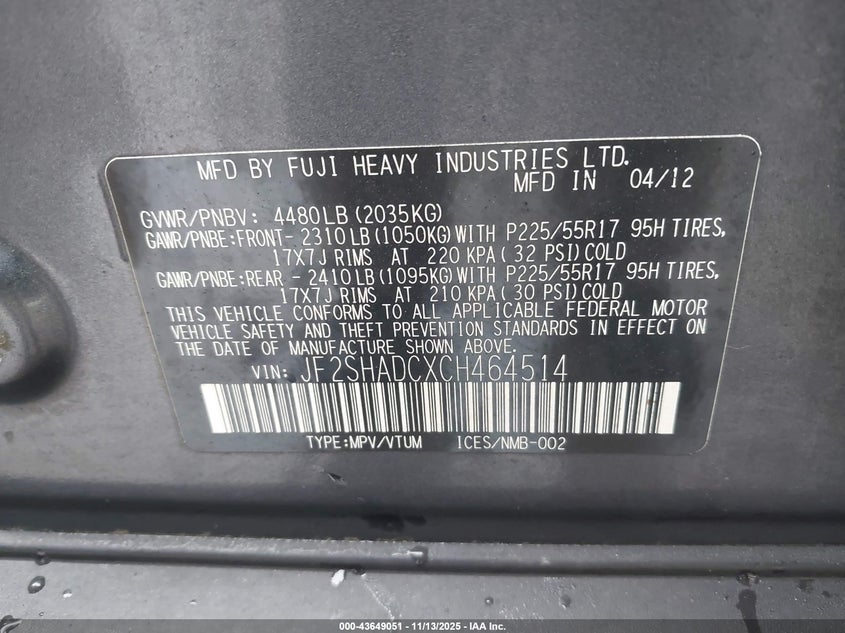 MFD BY FUJI HEAVY INDUSTRIES LTD.
MFD IN 04/12
GVWR/PNBV: 4480LB (2035KG)
GAWR/PNBE:FRONT- 2310LB (1050KG) WITH P225/55R17 95H TIRES,
17X7J RIMS AT 220 KPA ( 32 PSI) COLD
GAWR/PNBE:REAR - 2410LB (1095KG) WITH P225/55R17 95H TIRES,
17X7J RIMS AT 210 KPA ( 30 PSI) COLD
THIS VEHICLE CONFORMS TO ALL APPLICABLE FEDERAL MOTOR
VEHICLE SAFETY AND THEFT PREVENTION STANDARDS IN EFFECT ON
THE DATE OF MANUFACTURE SHOWN ABOVE.
VIN: JF2SHADCXCH464514
TYPE:MPV/VTUM ICES/NMB-002
000-43649051 - 11/13/2025 - IAA Inc.